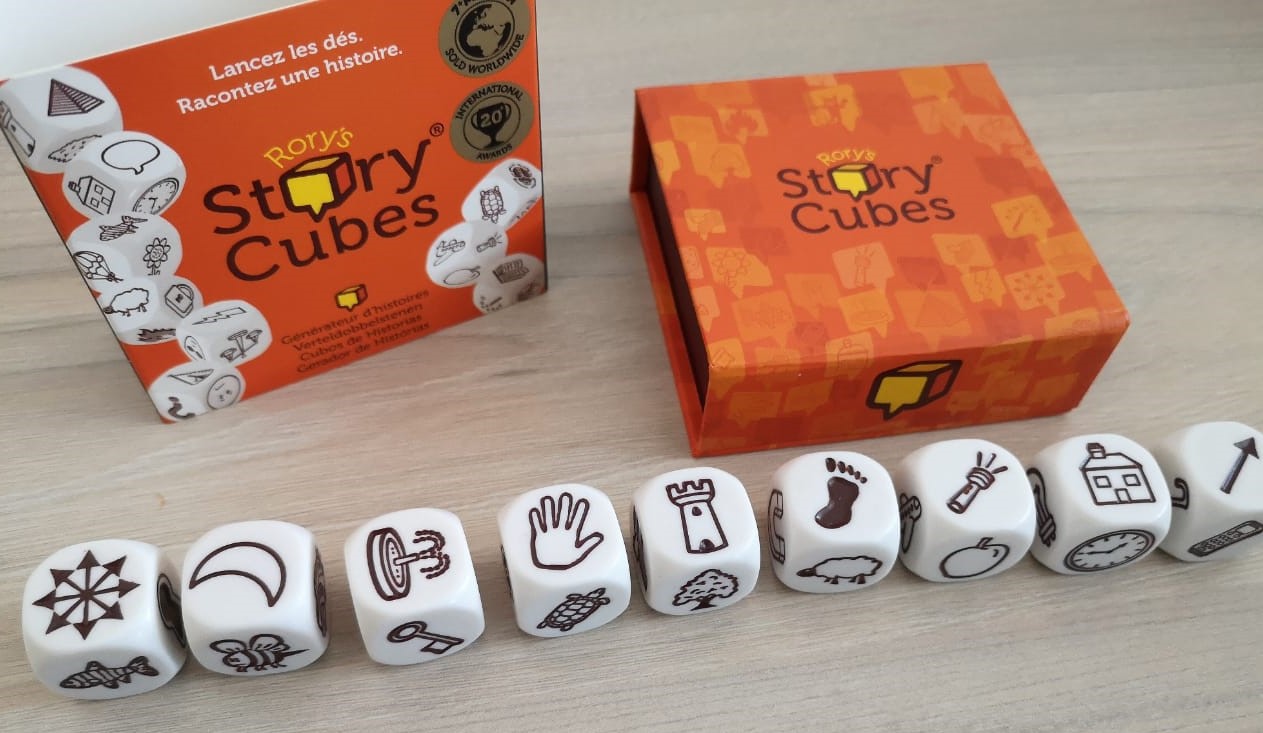 Lancez les dés.
Racontez une histoire.
SOLD WORLDWIDE
INTERNATIONAL
20
AWARDS
Rory's
Story®
Cubes
Générateur d'histoires
Verteldobbelstenen
Cubos de Historias
Gerador de Histórias
Rory's
Story®
Cubes